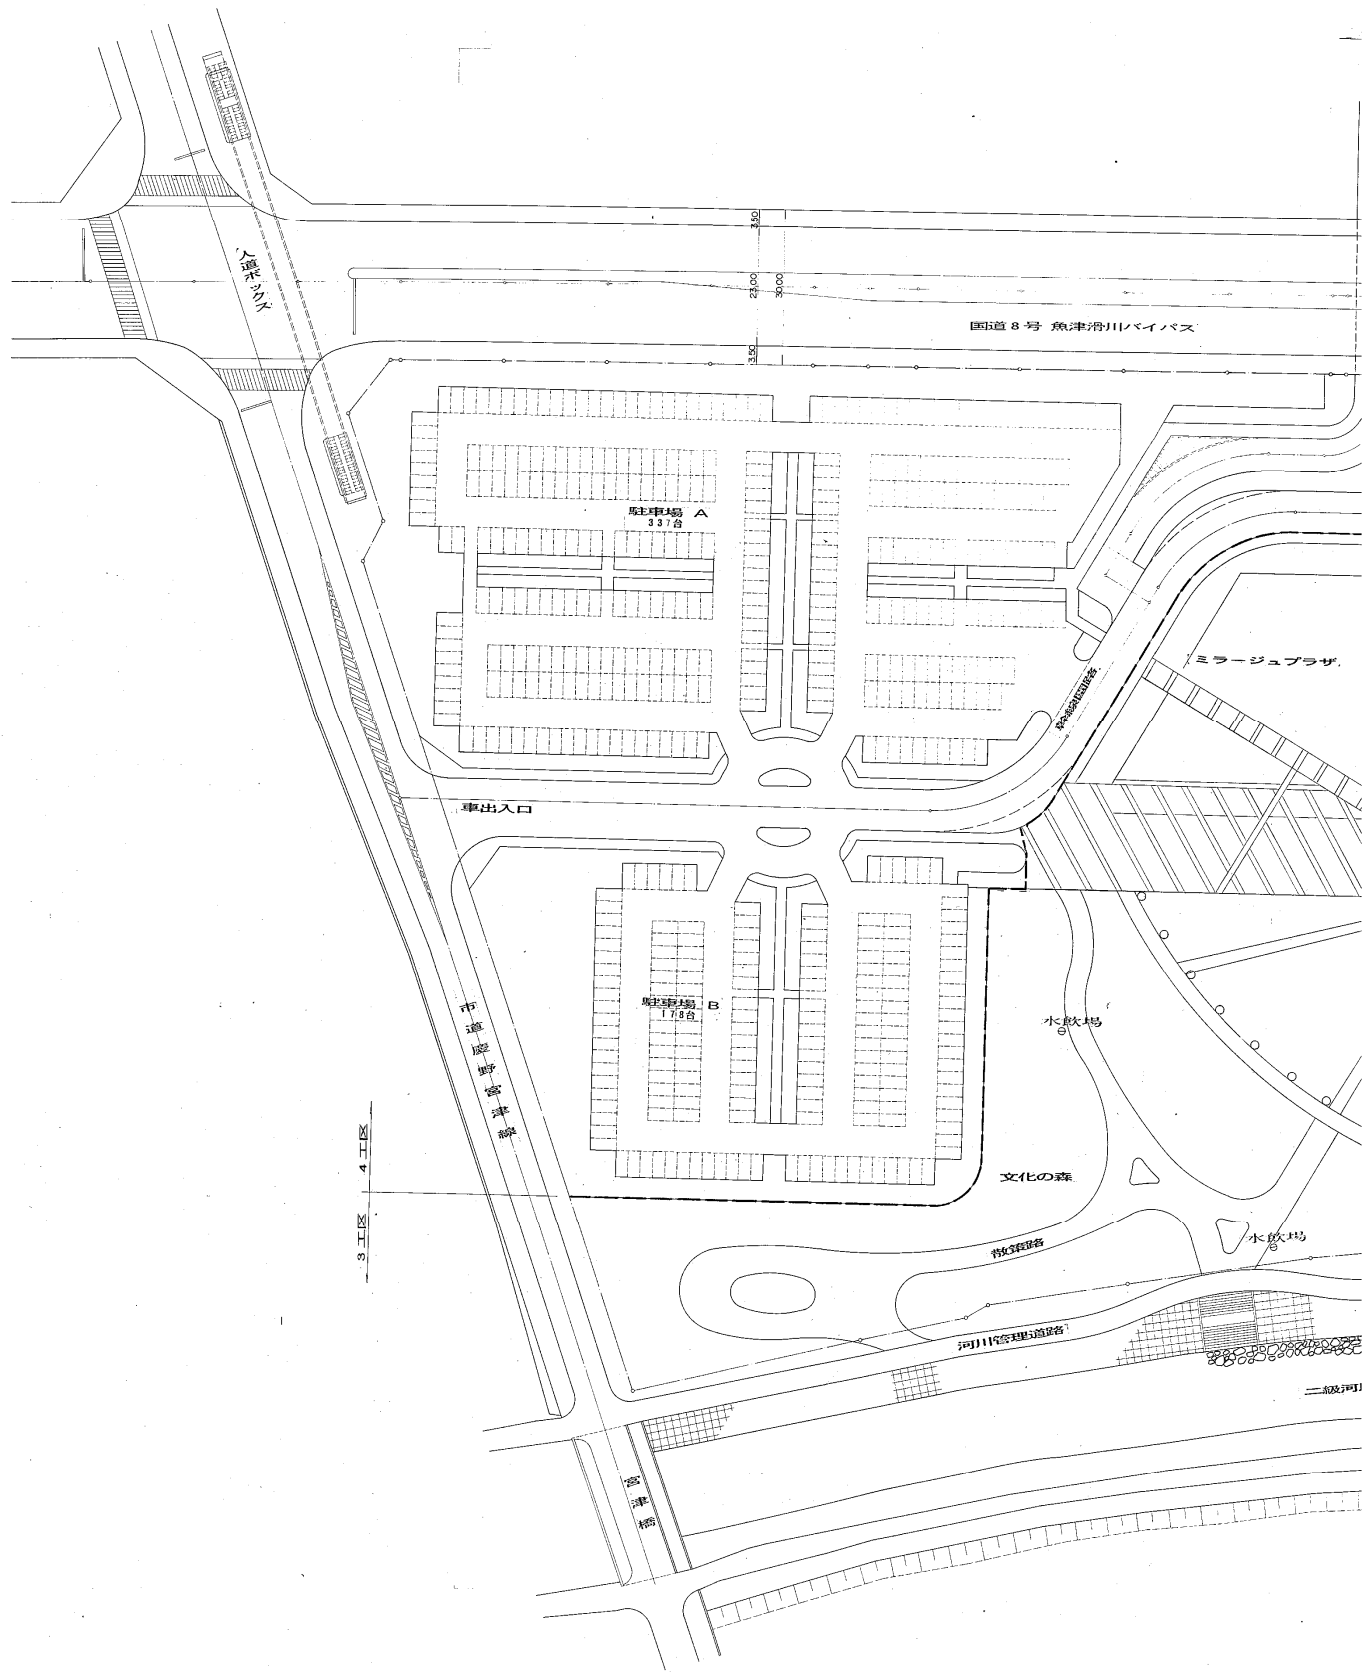 人道ボックス
3.50
23.00
30.00
国道8号 魚津滑川バイパス
3.50
駐車場 A
337台
ミラージュプラザ
車出入口
駐車場 B
178台
水飲場
市道慶野宮津線
4工区
3工区
文化の森
散策路
水飲場
河川管理道路
二級河
宮津橋